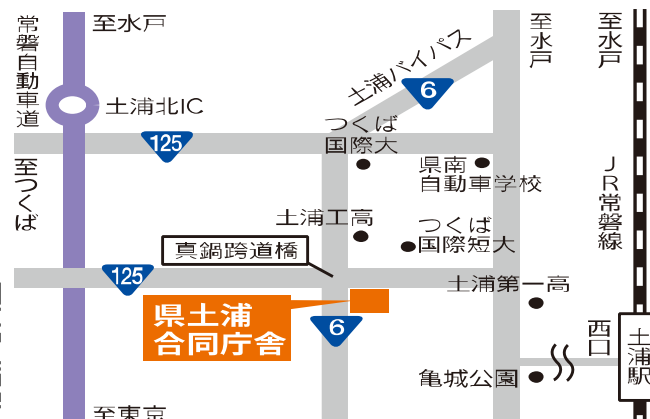 常磐自動車道
至水戸
至水戸
至水戸
土浦バイパス
6
土浦北IC
125
つくば
国際大
県南
自動車学校
至つくば
JR常磐線
土浦工高
つくば
国際短大
真鍋跨道橋
125
土浦第一高
県土浦
合同庁舎
6
西口
土浦駅
亀城公園
至東京